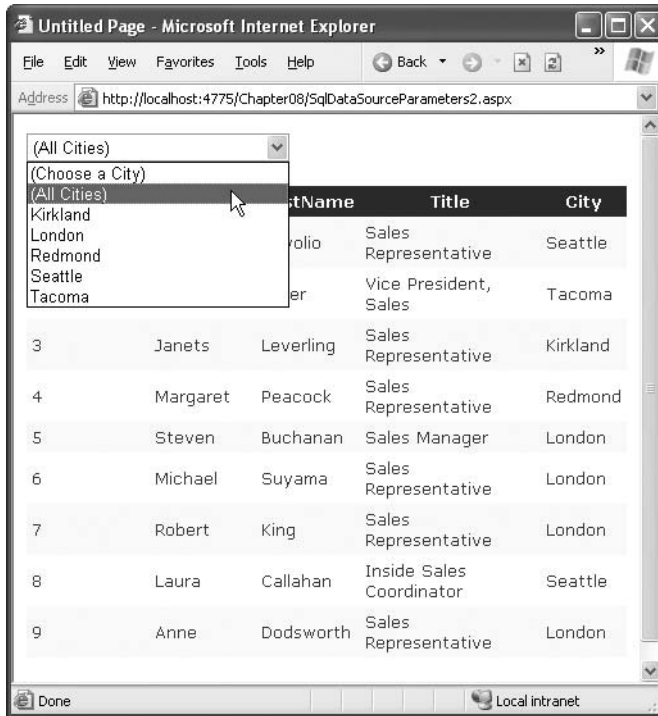 Untitled Page - Microsoft Internet Explorer
File Edit View Favorites Tools Help Back »
Address http://localhost:4775/Chapter08/SqlDataSourceParameters2.aspx
(All Cities)
(Choose a City)
(All Cities)
Kirkland
London
Redmond
Seattle
Tacoma
stName Title City
volio Sales Representative Seattle
er Vice President, Sales Tacoma
3 Janets Leverling Sales Representative Kirkland
4 Margaret Peacock Sales Representative Redmond
5 Steven Buchanan Sales Manager London
6 Michael Suyama Sales Representative London
7 Robert King Sales Representative London
8 Laura Callahan Inside Sales Coordinator Seattle
9 Anne Dodsworth Sales Representative London
Done Local intranet